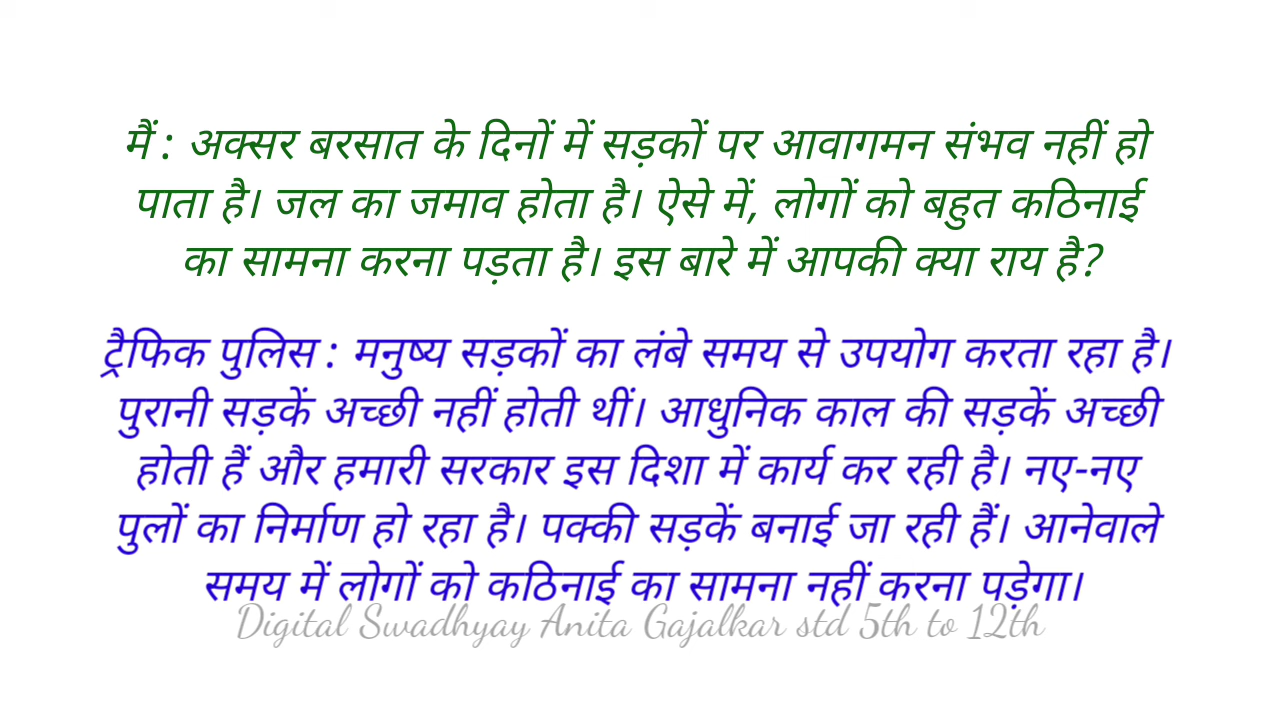 मैं : अक्सर बरसात के दिनों में सड़कों पर आवागमन संभव नहीं हो
पाता है। जल का जमाव होता है। ऐसे में, लोगों को बहुत कठिनाई
का सामना करना पड़ता है। इस बारे में आपकी क्या राय है?
ट्रैफिक पुलिस : मनुष्य सड़कों का लंबे समय से उपयोग करता रहा है।
पुरानी सड़कें अच्छी नहीं होती थीं। आधुनिक काल की सड़कें अच्छी
होती हैं और हमारी सरकार इस दिशा में कार्य कर रही है। नए-नए
पुलों का निर्माण हो रहा है। पक्की सड़कें बनाई जा रही हैं। आनेवाले
समय में लोगों को कठिनाई का सामना नहीं करना पड़ेगा।
Digital Swadhyay Anita Gajalkar std 5th to 12th